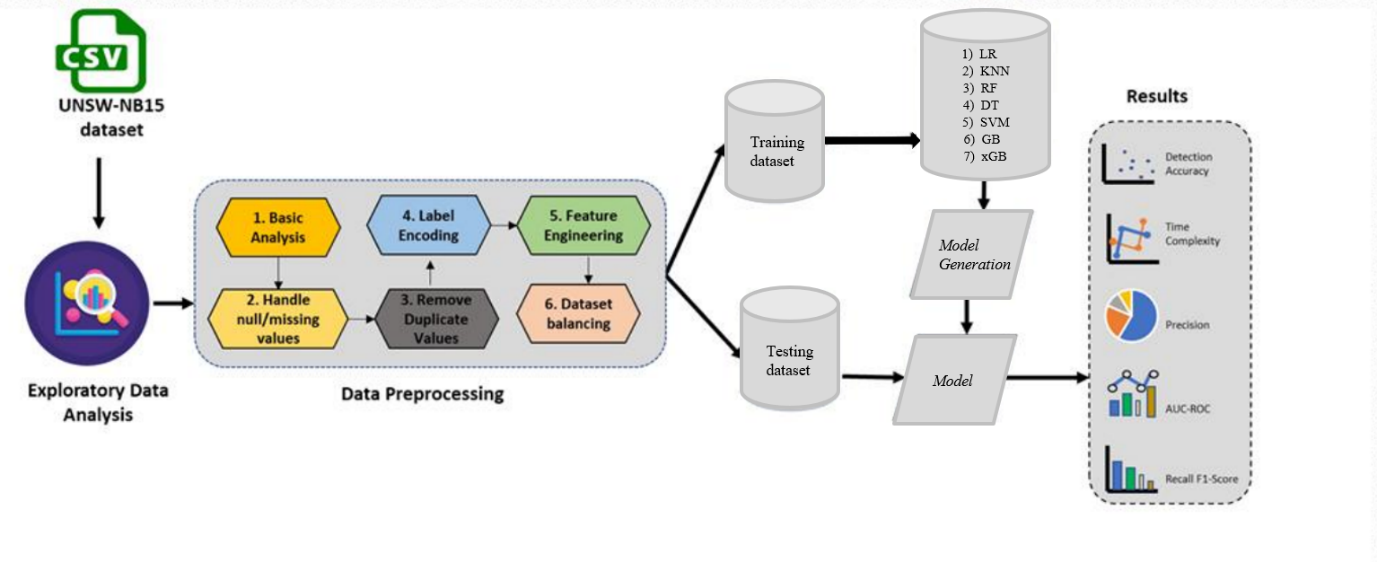 CSV
UNSW-NB15
dataset
Exploratory Data
Analysis
1. Basic
Analysis
2. Handle
null/missing
values
3. Remove
Duplicate
Values
4. Label
Encoding
5. Feature
Engineering
6. Dataset
balancing
Data Preprocessing
Training
dataset
Testing
dataset
1) LR
2) KNN
3) RF
4) DT
5) SVM
6) GB
7) xGB
Model
Generation
Model
Results
Detection
Accuracy
Time
Complexity
Precision
AUC-ROC
Recall F1-Score